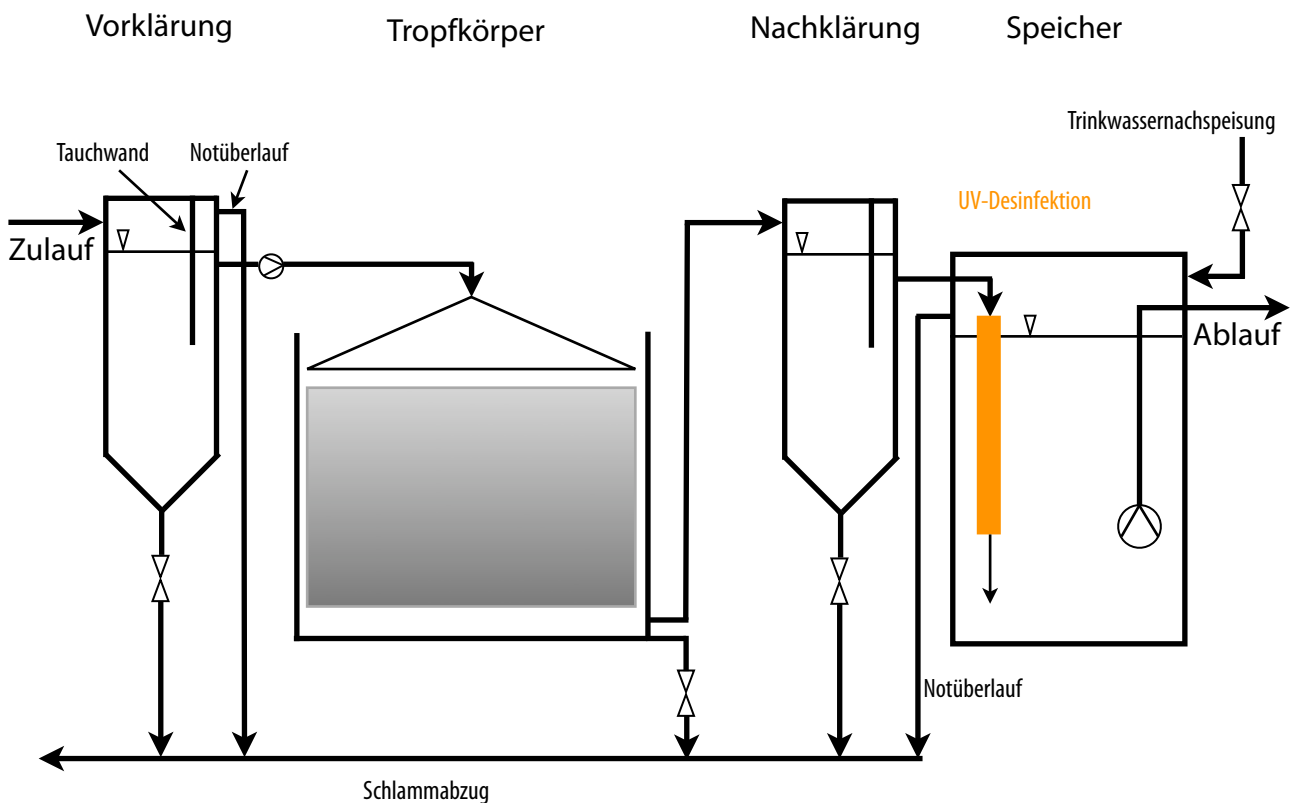 Vorklärung
Tropfkörper
Nachklärung
Speicher
Trinkwassernachspeisung
Tauchwand
Notüberlauf
UV-Desinfektion
Zulauf
Ablauf
Notüberlauf
Schlammabzug